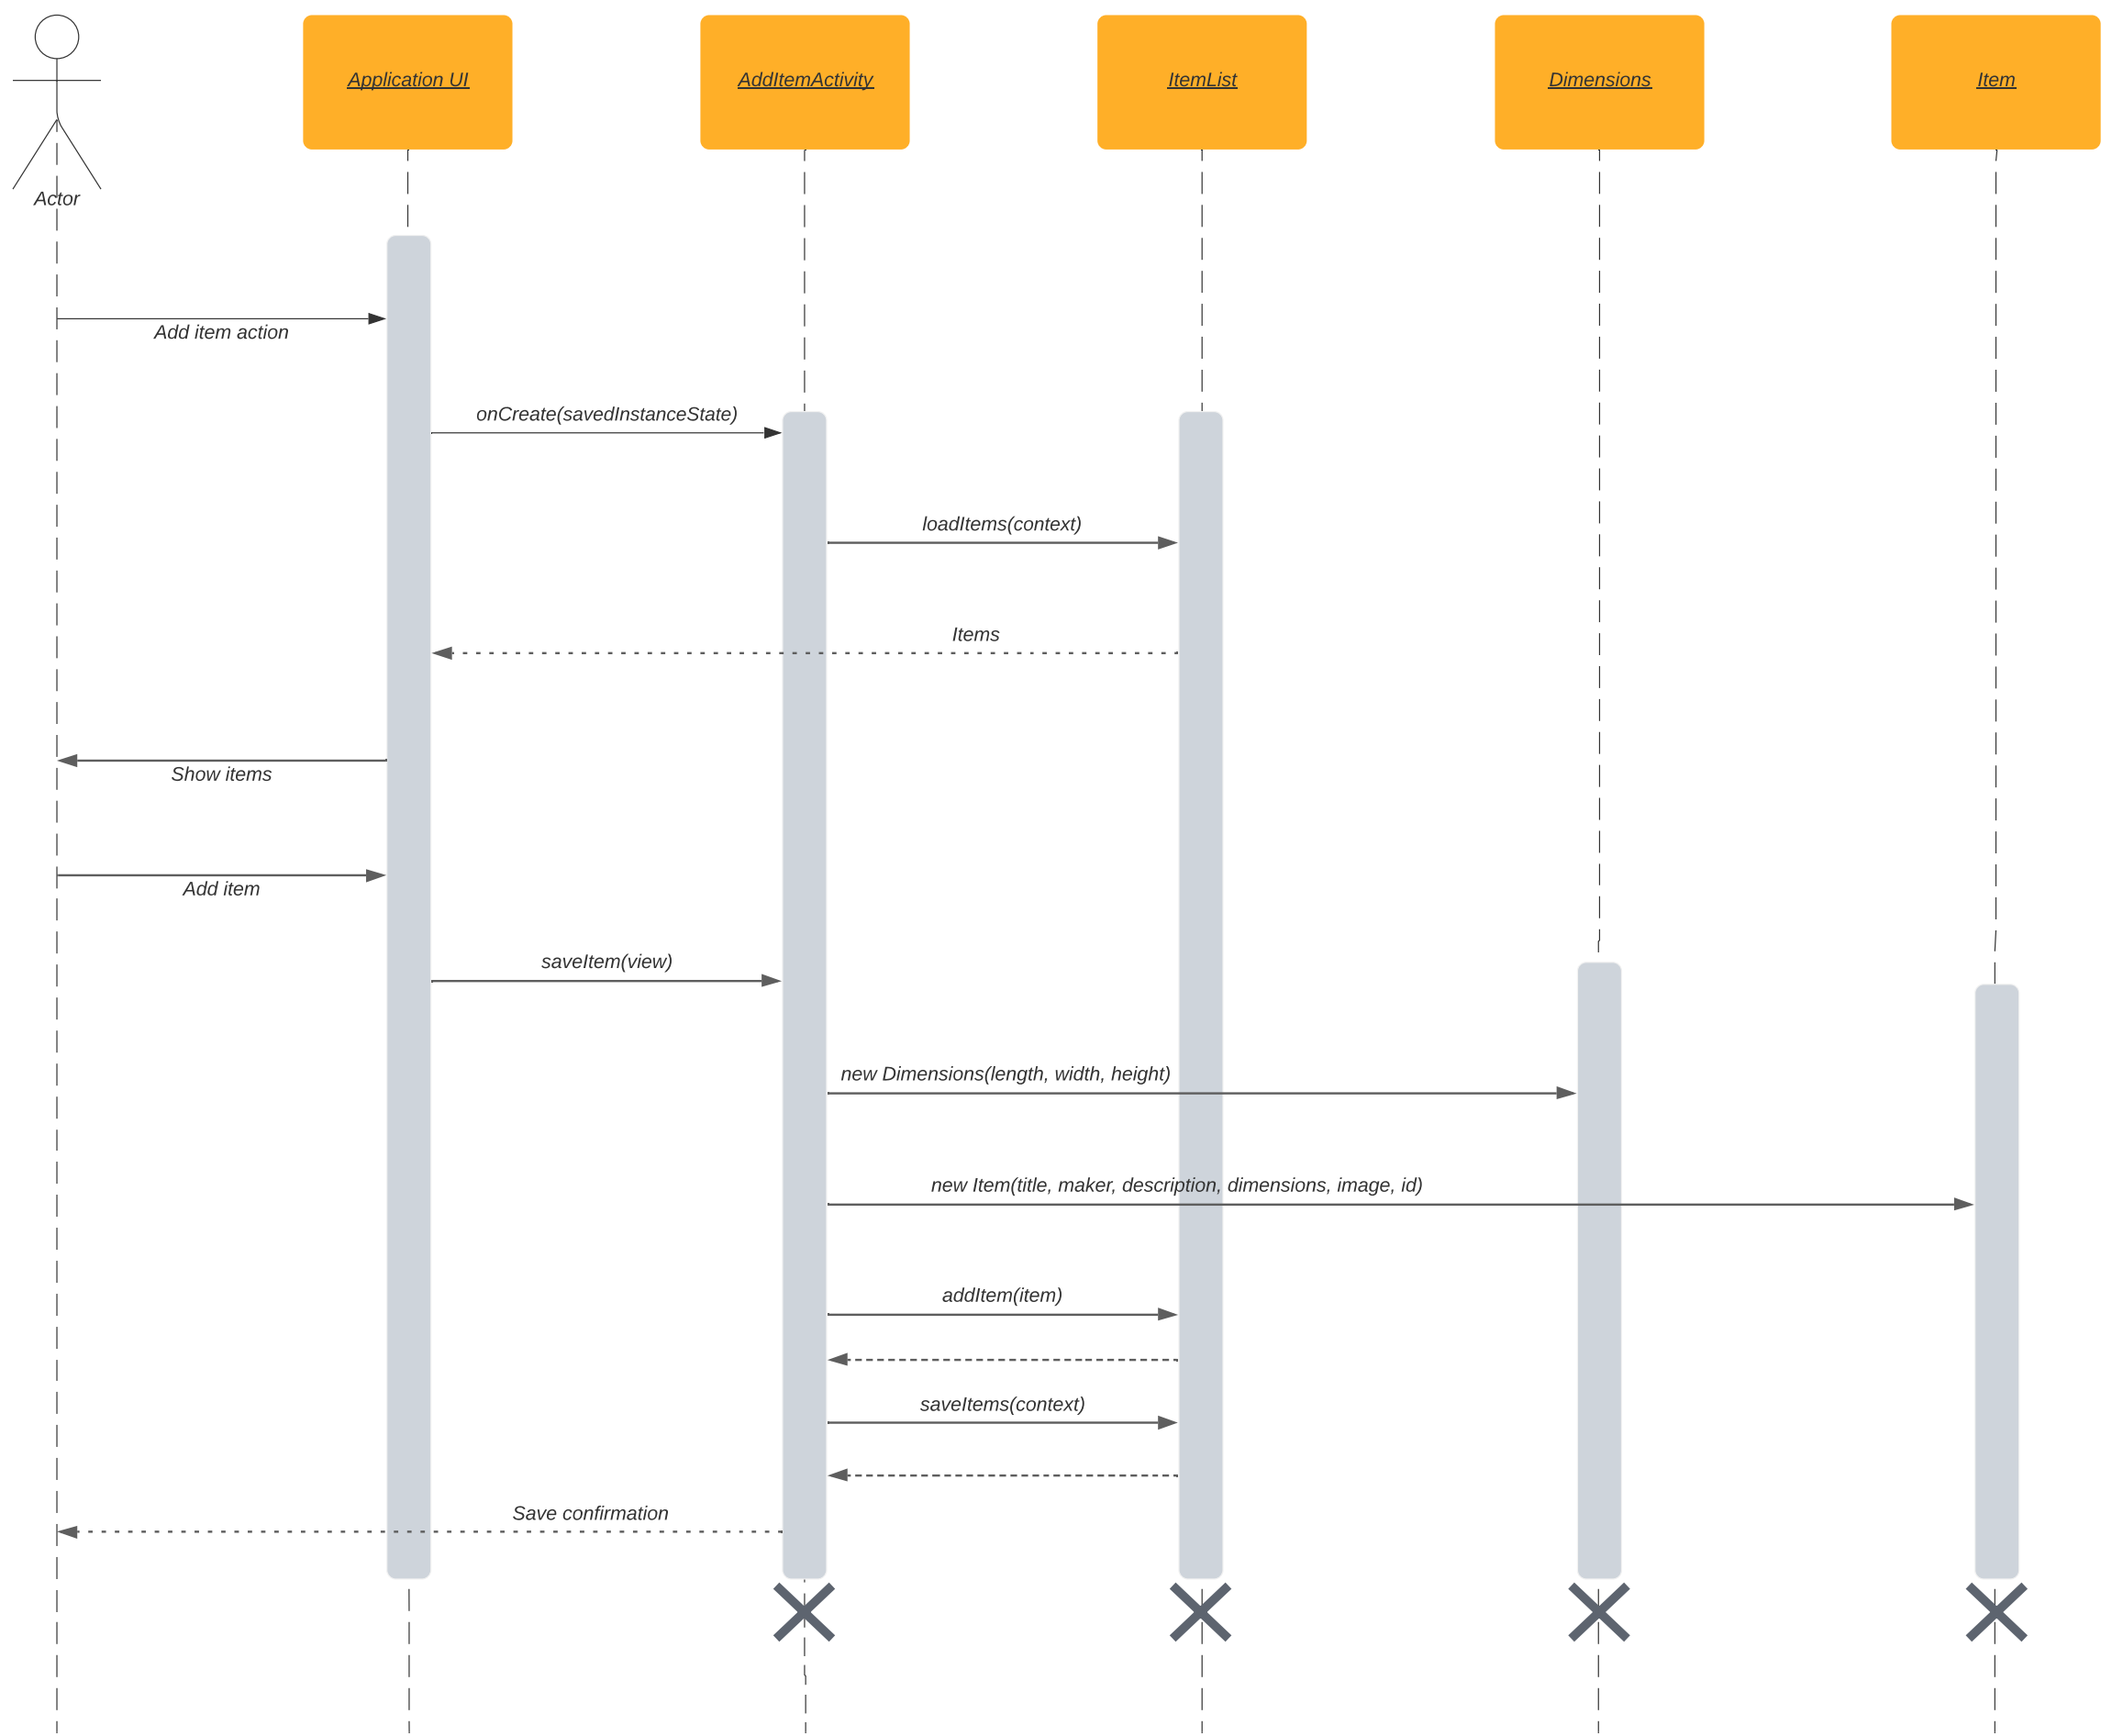 Application UI
AddItemActivity
ItemList
Dimensions
Item
Actor
Add item action
onCreate(savedInstanceState)
loadItems(context)
Items
Show items
Add item
saveItem(view)
new Dimensions(length, width, height)
new Item(title, maker, description, dimensions, image, id)
addItem(item)
saveItems(context)
Save confirmation